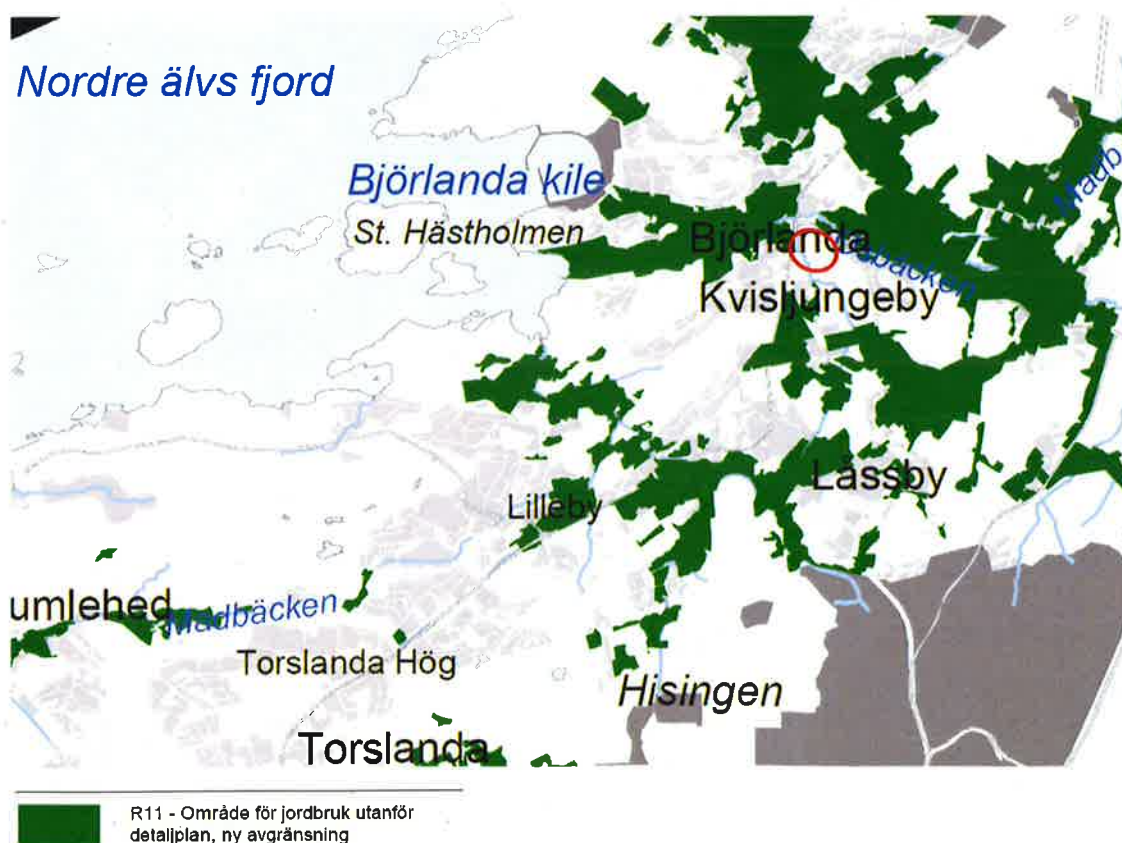 Nordre älvs fjord
Björlanda kile
St. Hästholmen
Björlanda
Kvisljungeby
Låssby
Lilleby
umlehed
Madbäcken
Torslanda Hög
Hisingen
Torslanda
R11 - Område för jordbruk utanför
detaljplan, ny avgränsning